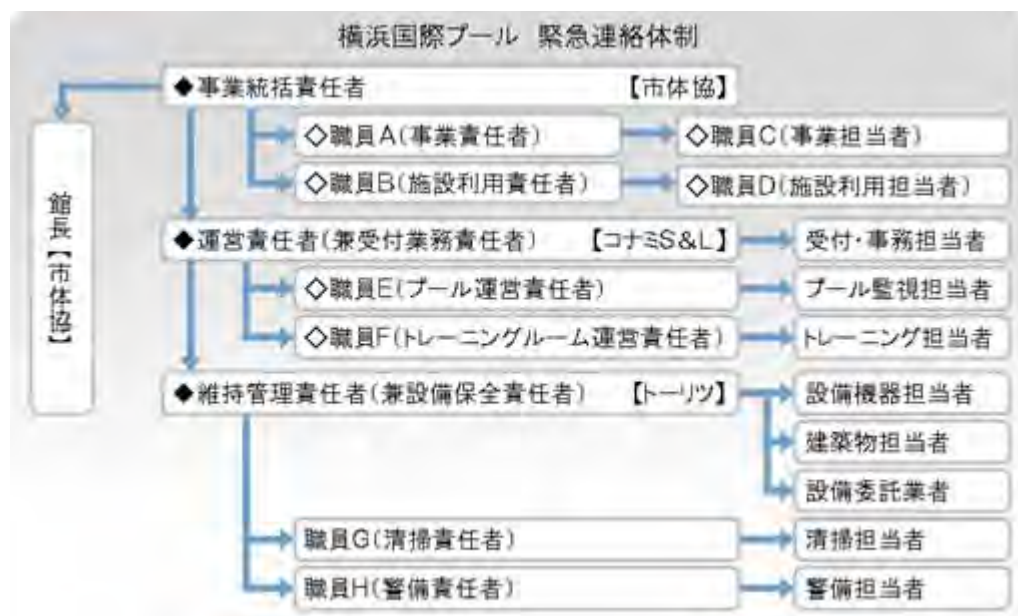 横浜国際プール 緊急連絡体制
◆事業統括責任者 【市体協】
◇職員A(事業責任者)
◇職員C(事業担当者)
◇職員B(施設利用責任者)
◇職員D(施設利用担当者)
館長【市体協】
◆運営責任者(兼受付業務責任者) 【コナミS&L】
受付・事務担当者
◇職員E(プール運営責任者)
プール監視担当者
◇職員F(トレーニングルーム運営責任者)
トレーニング担当者
◆維持管理責任者(兼設備保全責任者) 【トーリツ】
設備機器担当者
建築物担当者
設備委託業者
職員G(清掃責任者)
清掃担当者
職員H(警備責任者)
警備担当者